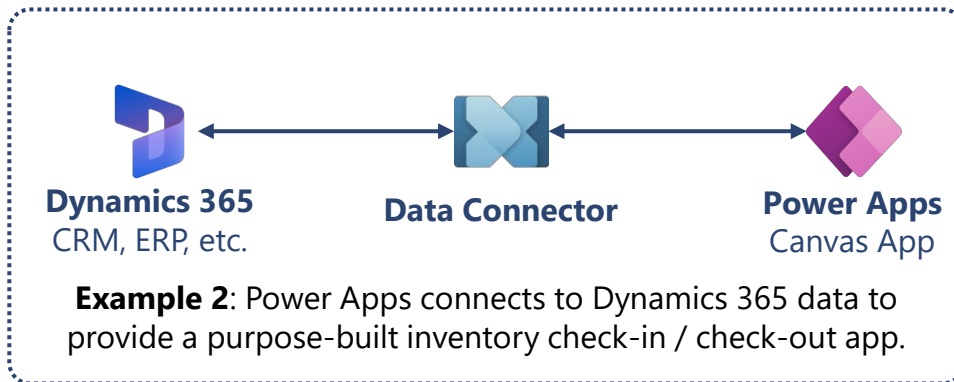 Dynamics 365
CRM, ERP, etc.
Data Connector
Power Apps
Canvas App
Example 2: Power Apps connects to Dynamics 365 data to
provide a purpose-built inventory check-in / check-out app.